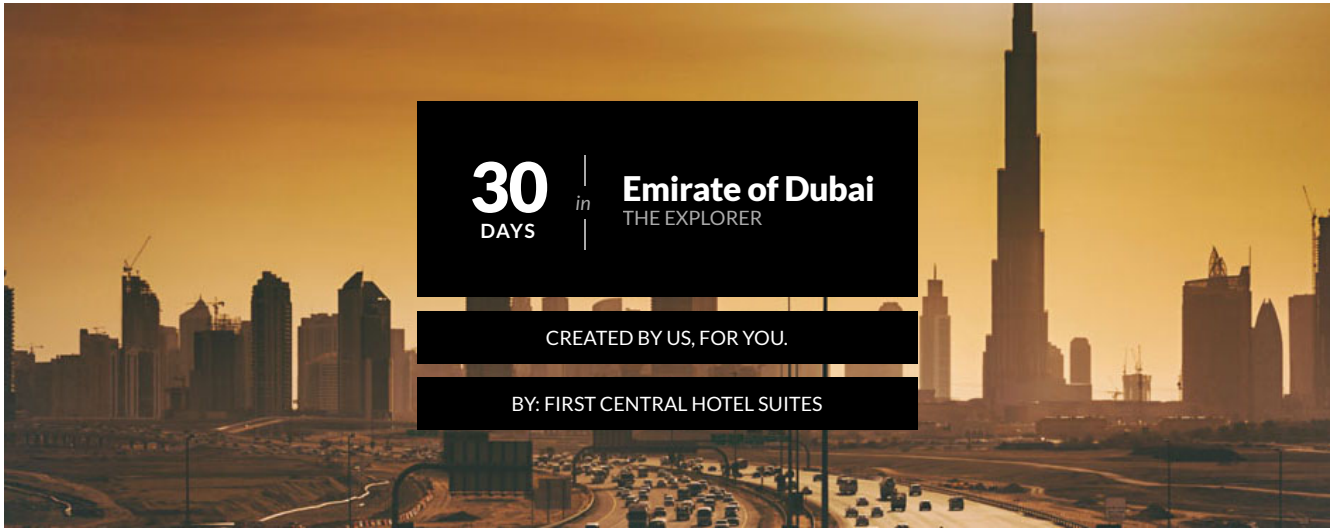 30
DAYS
in
Emirate of Dubai
THE EXPLORER
CREATED BY US, FOR YOU.
BY: FIRST CENTRAL HOTEL SUITES